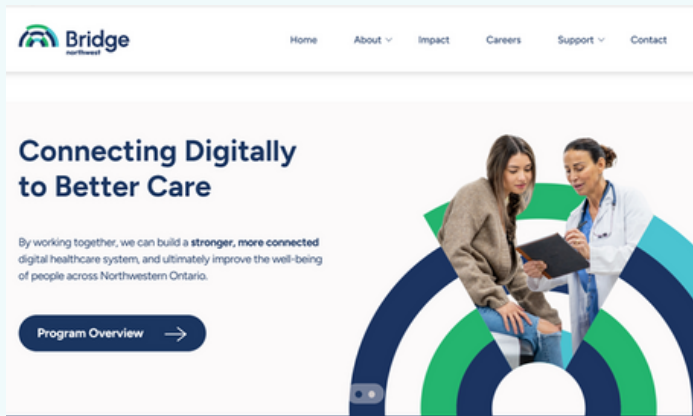 Bridge
northwest
Home About Impact Careers Support Contact
Connecting Digitally
to Better Care
By working together, we can build a stronger, more connected
digital healthcare system, and ultimately improve the well-being
of people across Northwestern Ontario.
Program Overview